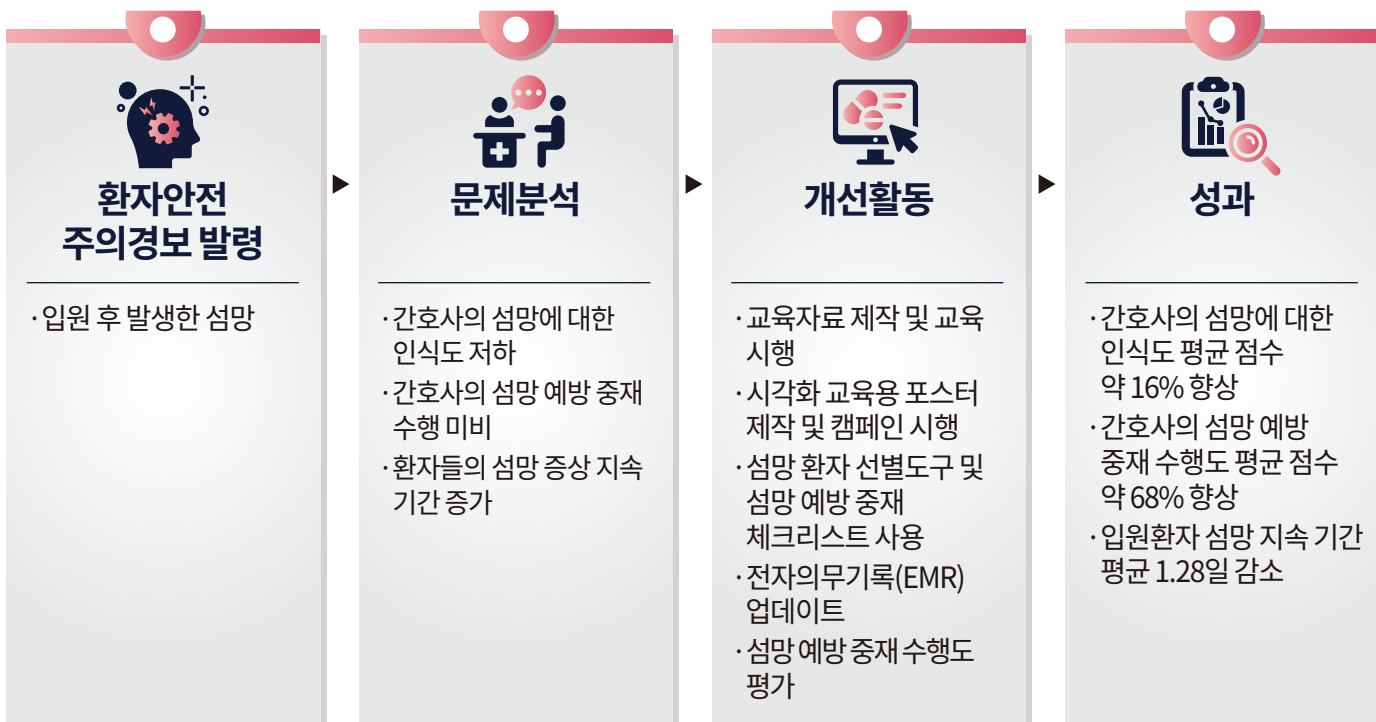 환자안전
주의경보 발령
· 입원 후 발생한 섬망
문제분석
· 간호사의 섬망에 대한
인식도 저하
· 간호사의 섬망 예방 중재
수행 미비
· 환자들의 섬망 증상 지속
기간 증가
개선활동
· 교육자료 제작 및 교육
시행
· 시각화 교육용 포스터
제작 및 캠페인 시행
· 섬망 환자 선별도구 및
섬망 예방 중재
체크리스트 사용
· 전자의무기록(EMR)
업데이트
· 섬망 예방 중재 수행도
평가
성과
· 간호사의 섬망에 대한
인식도 평균 점수
약 16% 향상
· 간호사의 섬망 예방
중재 수행도 평균 점수
약 68% 향상
· 입원환자 섬망 지속 기간
평균 1.28일 감소